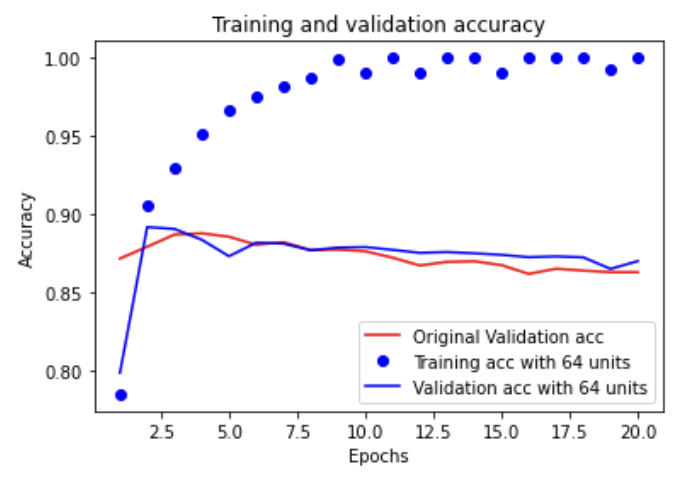 Training and validation accuracy
1.00
0.95
0.90
0.85
0.80
Accuracy
Original Validation acc
Training acc with 64 units
Validation acc with 64 units
2.5 5.0 7.5 10.0 12.5 15.0 17.5 20.0
Epochs